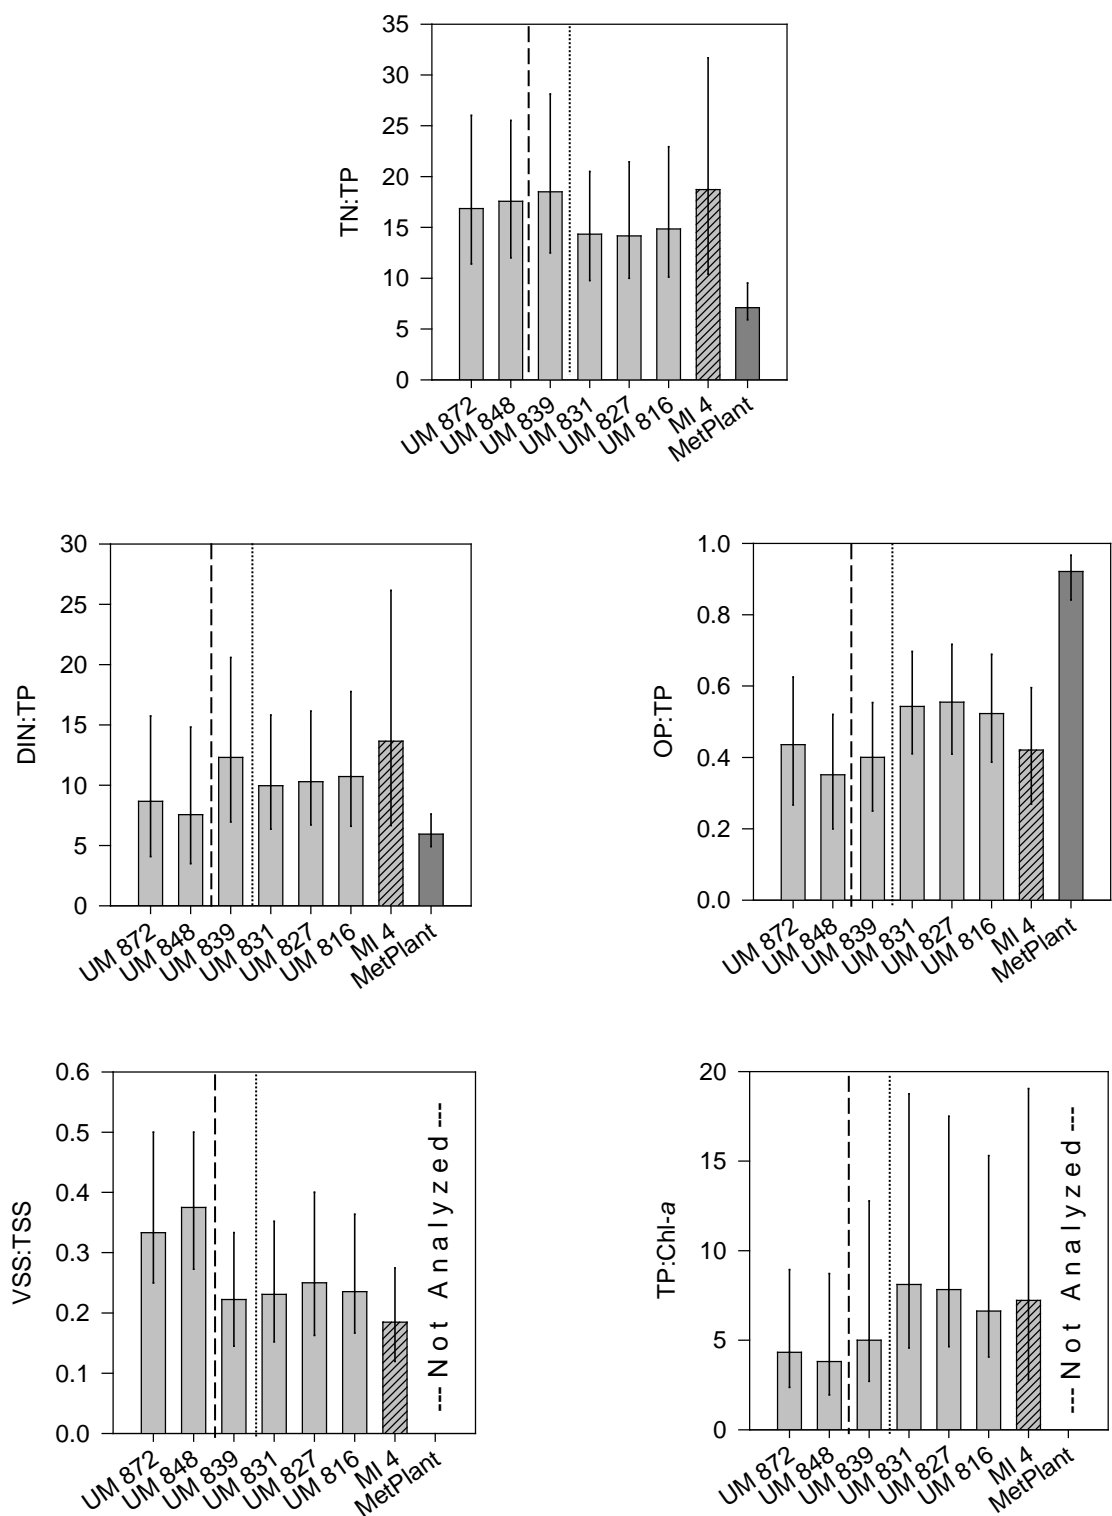 35
30
25
20
15
10
5
0
TN:TP
UM 872
UM 848
UM 839
UM 831
UM 827
UM 816
MI 4
MetPlant
30
25
20
15
10
5
0
DIN:TP
UM 872
UM 848
UM 839
UM 831
UM 827
UM 816
MI 4
MetPlant
1.0
0.8
0.6
0.4
0.2
0.0
OP:TP
UM 872
UM 848
UM 839
UM 831
UM 827
UM 816
MI 4
MetPlant
0.6
0.5
0.4
0.3
0.2
0.1
0.0
VSS:TSS
---Not Analyzed---
UM 872
UM 848
UM 839
UM 831
UM 827
UM 816
MI 4
MetPlant
20
15
10
5
0
TP:Chl-a
---Not Analyzed---
UM 872
UM 848
UM 839
UM 831
UM 827
UM 816
MI 4
MetPlant